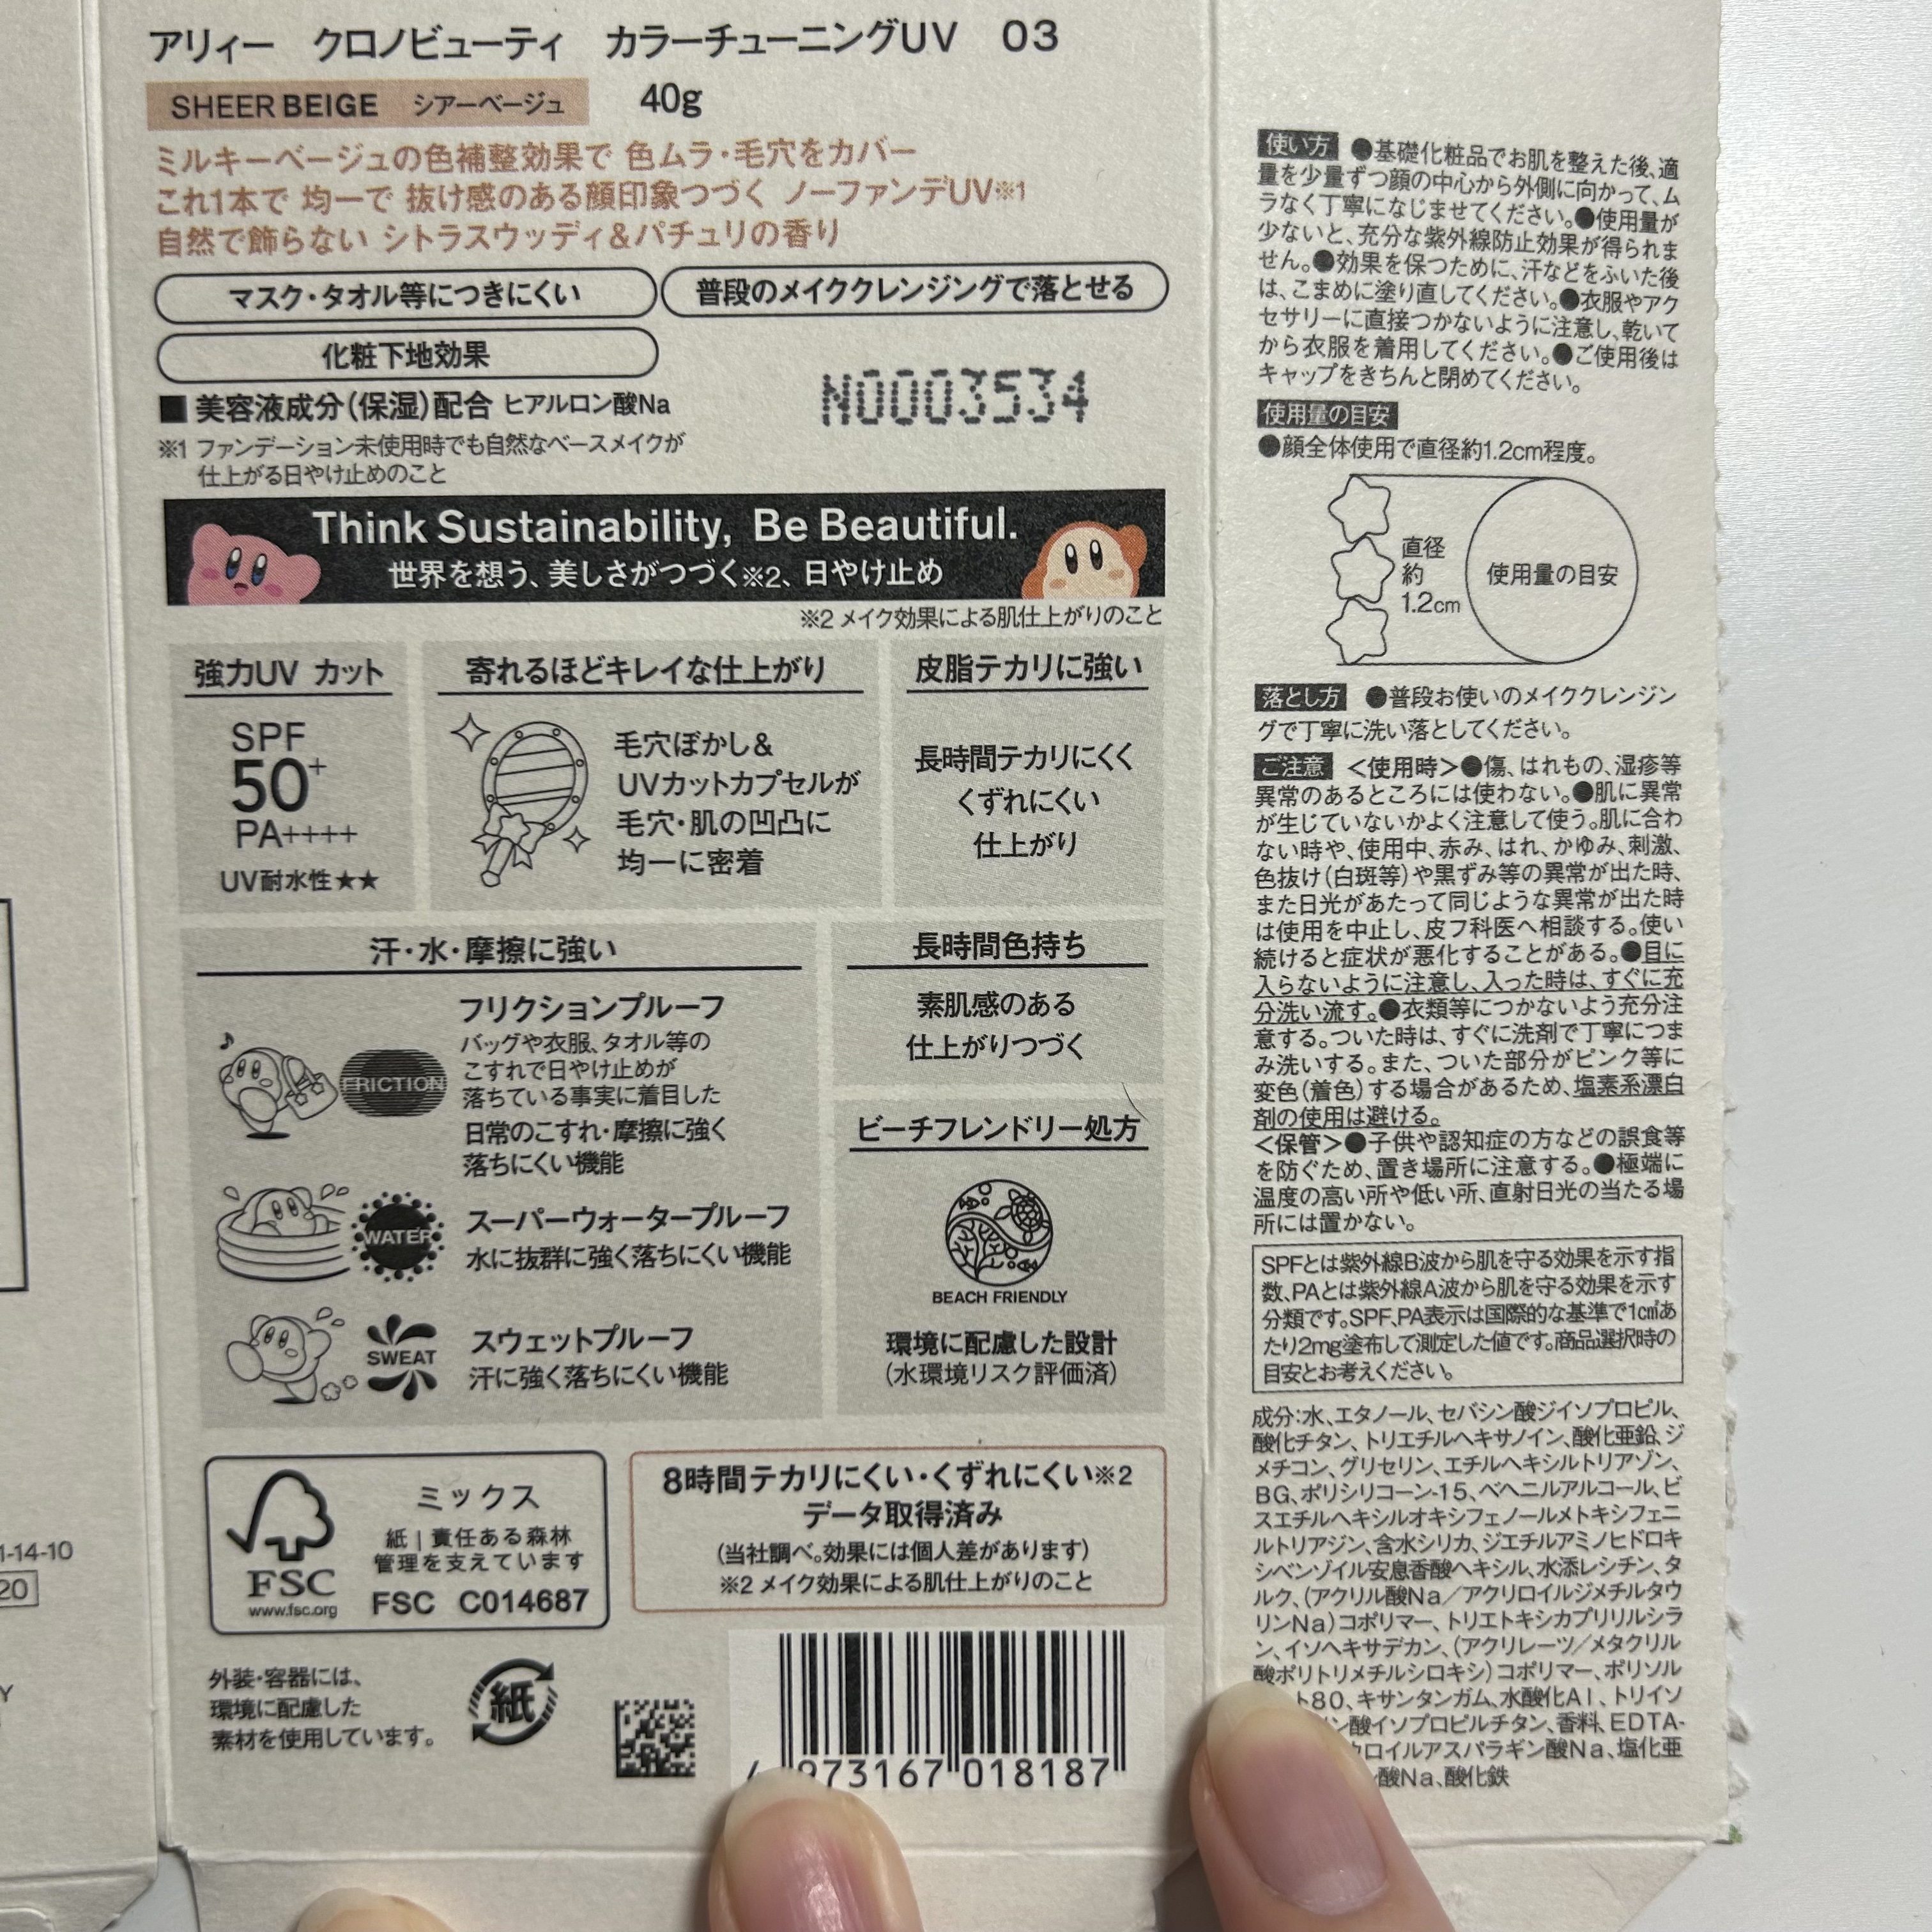 アリィー クロノビューティ カラーチューニングUV 03
SHEER BEIGE シアーベージュ 40g
ミルキーベージュの色補整効果で 色ムラ・毛穴をカバー
これ1本で 均一で 抜け感のある顔印象つづく ノーファンデUV※1
自然で飾らない シトラスウッディ&パチュリの香り
マスク・タオル等につきにくい
普段のメイククレンジングで落とせる
化粧下地効果
■美容液成分(保湿)配合 ヒアルロン酸Na
N0003534
※1 ファンデーション未使用時でも自然なベースメイクが
仕上がる日やけ止めのこと
Think Sustainability, Be Beautiful.
世界を想う、美しさがつづく※2、日やけ止め
※2 メイク効果による肌仕上がりのこと
強力UV カット
SPF
50+
PA++++
UV耐水性★★
寄れるほどキレイな仕上がり
毛穴ぼかし&
UVカットカプセルが
毛穴・肌の凹凸に
均一に密着
皮脂テカリに強い
長時間テカリにくく
くずれにくい
仕上がり
汗・水・摩擦に強い
FRICTION
フリクションプルーフ
バッグや衣服、タオル等の
こすれで日やけ止めが
落ちている事実に着目した
日常のこすれ・摩擦に強く
落ちにくい機能
WATER
スーパーウォータープルーフ
水に抜群に強く落ちにくい機能
SWEAT
スウェットプルーフ
汗に強く落ちにくい機能
長時間色持ち
素肌感のある
仕上がりつづく
ビーチフレンドリー処方
BEACH FRIENDLY
環境に配慮した設計
(水環境リスク評価済)
FSC
www.fsc.org
ミックス
紙|責任ある森林
管理を支えています
FSC C014687
8時間テカリにくい・くずれにくい※2
データ取得済み
(当社調べ。効果には個人差があります)
※2 メイク効果による肌仕上がりのこと
外装・容器には、
環境に配慮した
素材を使用しています。
紙
973167 018187
使い方 ●基礎化粧品でお肌を整えた後、適
量を少量ずつ顔の中心から外側に向かって、ム
ラなく丁寧になじませてください。●使用量が
少ないと、充分な紫外線防止効果が得られま
せん。●効果を保つために、汗などをふいた後
は、こまめに塗り直してください。●衣服やアク
セサリーに直接つかないように注意し、乾いて
から衣服を着用してください。●ご使用後は
キャップをきちんと閉めてください。
使用量の目安
●顔全体使用で直径約1.2cm程度。
直径
約
1.2cm
使用量の目安
落とし方 ●普段お使いのメイククレンジン
グで丁寧に洗い落としてください。
ご注意 <使用時>●傷、はれもの、湿疹等
異常のあるところには使わない。●肌に異常
が生じていないかよく注意して使う。肌に合わ
ない時や、使用中、赤み、はれ、かゆみ、刺激、
色抜け(白斑等)や黒ずみ等の異常が出た時、
また日光があたって同じような異常が出た時
は使用を中止し、皮フ科医へ相談する。使い
続けると症状が悪化することがある。●目に
入らないように注意し、入った時は、すぐに充
分洗い流す。●衣類等につかないよう充分注
意する。ついた時は、すぐに洗剤で丁寧につま
み洗いする。また、ついた部分がピンク等に
変色(着色)する場合があるため、塩素系漂白
剤の使用は避ける。
<保管>●子供や認知症の方などの誤食等
を防ぐため、置き場所に注意する。●極端に
温度の高い所や低い所、直射日光の当たる場
所には置かない。
SPFとは紫外線B波から肌を守る効果を示す指
数、PAとは紫外線A波から肌を守る効果を示す
分類です。SPF、PA表示は国際的な基準で1㎠あ
たり2mg塗布して測定した値です。商品選択時の
目安とお考えください。
成分:水、エタノール、セバシン酸ジイソプロピル、
酸化チタン、トリエチルヘキサノイン、酸化亜鉛、ジ
メチコン、グリセリン、エチルヘキシルトリアゾン、
BG、ポリシリコーン-15、ベヘニルアルコール、ビ
スエチルヘキシルオキシフェノールメトキシフェニ
ルトリアジン、含水シリカ、ジエチルアミノヒドロキ
シベンゾイル安息香酸ヘキシル、水添レシチン、タ
ルク、(アクリル酸Na/アクリロイルジメチルタウ
リンNa)コポリマー、トリエトキシカプリリルシラ
ン、イソヘキサデカン、(アクリレーツ/メタクリル
酸ポリトリメチルシロキシ)コポリマー、ポリソル
ト80、キサンタンガム、水酸化Al、トリイソ
ン酸イソプロピルチタン、香料、EDTA-
ロイルアスパラギン酸Na、塩化亜
酸Na、酸化鉄
1-14-10
20
Y